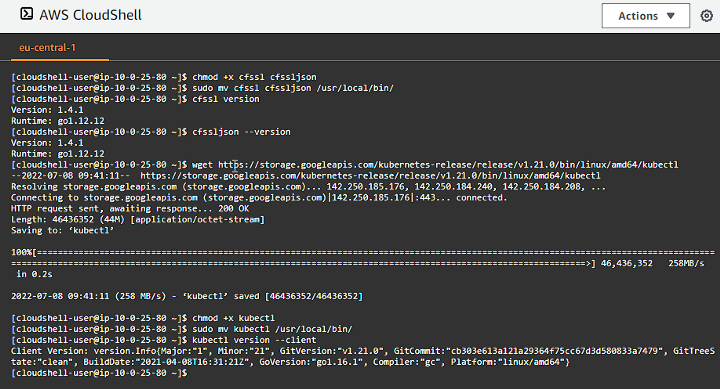 AWS CloudShell
Actions
eu-central-1
[cloudshell-user@ip-10-0-25-80 ~]$ chmod +x cfssl cfssljson
[cloudshell-user@ip-10-0-25-80 ~]$ sudo mv cfssl cfssljson /usr/local/bin/
[cloudshell-user@ip-10-0-25-80 ~]$ cfssl version
Version: 1.4.1
Runtime: go1.12.12
[cloudshell-user@ip-10-0-25-80 ~]$ cfssljson --version
Version: 1.4.1
Runtime: go1.12.12
[cloudshell-user@ip-10-0-25-80 ~]$ wget https://storage.googleapis.com/kubernetes-release/release/v1.21.0/bin/linux/amd64/kubectl
--2022-07-08 09:41:11--  https://storage.googleapis.com/kubernetes-release/release/v1.21.0/bin/linux/amd64/kubectl
Resolving storage.googleapis.com (storage.googleapis.com)... 142.250.185.176, 142.250.184.240, 142.250.184.208, ...
Connecting to storage.googleapis.com (storage.googleapis.com)|142.250.185.176|:443... connected.
HTTP request sent, awaiting response... 200 OK
Length: 46436352 (44M) [application/octet-stream]
Saving to: ‘kubectl’
100%[==================================================================================================
=====================================================================================>] 46,436,352   258MB/s
 in 0.2s
2022-07-08 09:41:11 (258 MB/s) - ‘kubectl’ saved [46436352/46436352]
[cloudshell-user@ip-10-0-25-80 ~]$ chmod +x kubectl
[cloudshell-user@ip-10-0-25-80 ~]$ sudo mv kubectl /usr/local/bin/
[cloudshell-user@ip-10-0-25-80 ~]$ kubectl version --client
Client Version: version.Info{Major:"1", Minor:"21", GitVersion:"v1.21.0", GitCommit:"cb303e613a121a29364f75cc67d3d580833a7479", GitTreeS
tate:"clean", BuildDate:"2021-04-08T16:31:21Z", GoVersion:"go1.16.1", Compiler:"gc", Platform:"linux/amd64"}
[cloudshell-user@ip-10-0-25-80 ~]$